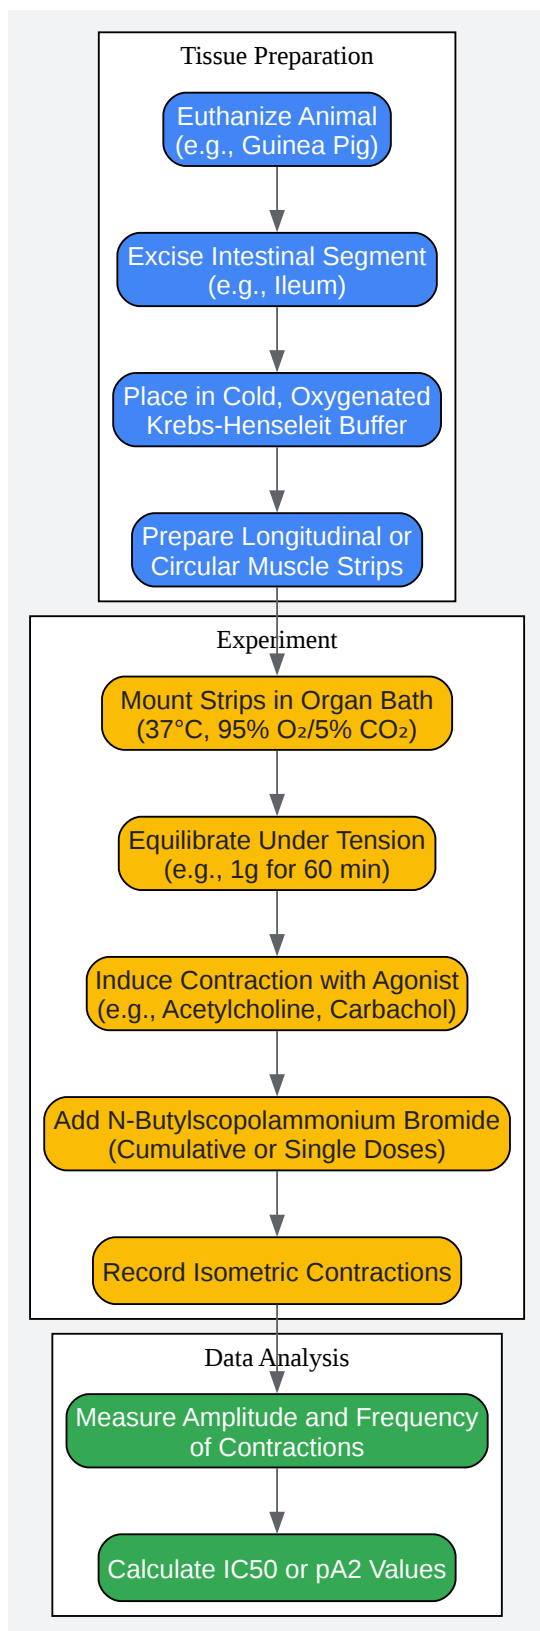 Tissue Preparation
Euthanize Animal
(e.g., Guinea Pig)
Excise Intestinal Segment
(e.g., Ileum)
Place in Cold, Oxygenated
Krebs-Henseleit Buffer
Prepare Longitudinal or
Circular Muscle Strips
Experiment
Mount Strips in Organ Bath
(37°C, 95% O₂/5% CO₂)
Equilibrate Under Tension
(e.g., 1g for 60 min)
Induce Contraction with Agonist
(e.g., Acetylcholine, Carbachol)
Add N-Butylscopolammonium Bromide
(Cumulative or Single Doses)
Record Isometric Contractions
Data Analysis
Measure Amplitude and Frequency
of Contractions
Calculate IC50 or pA2 Values